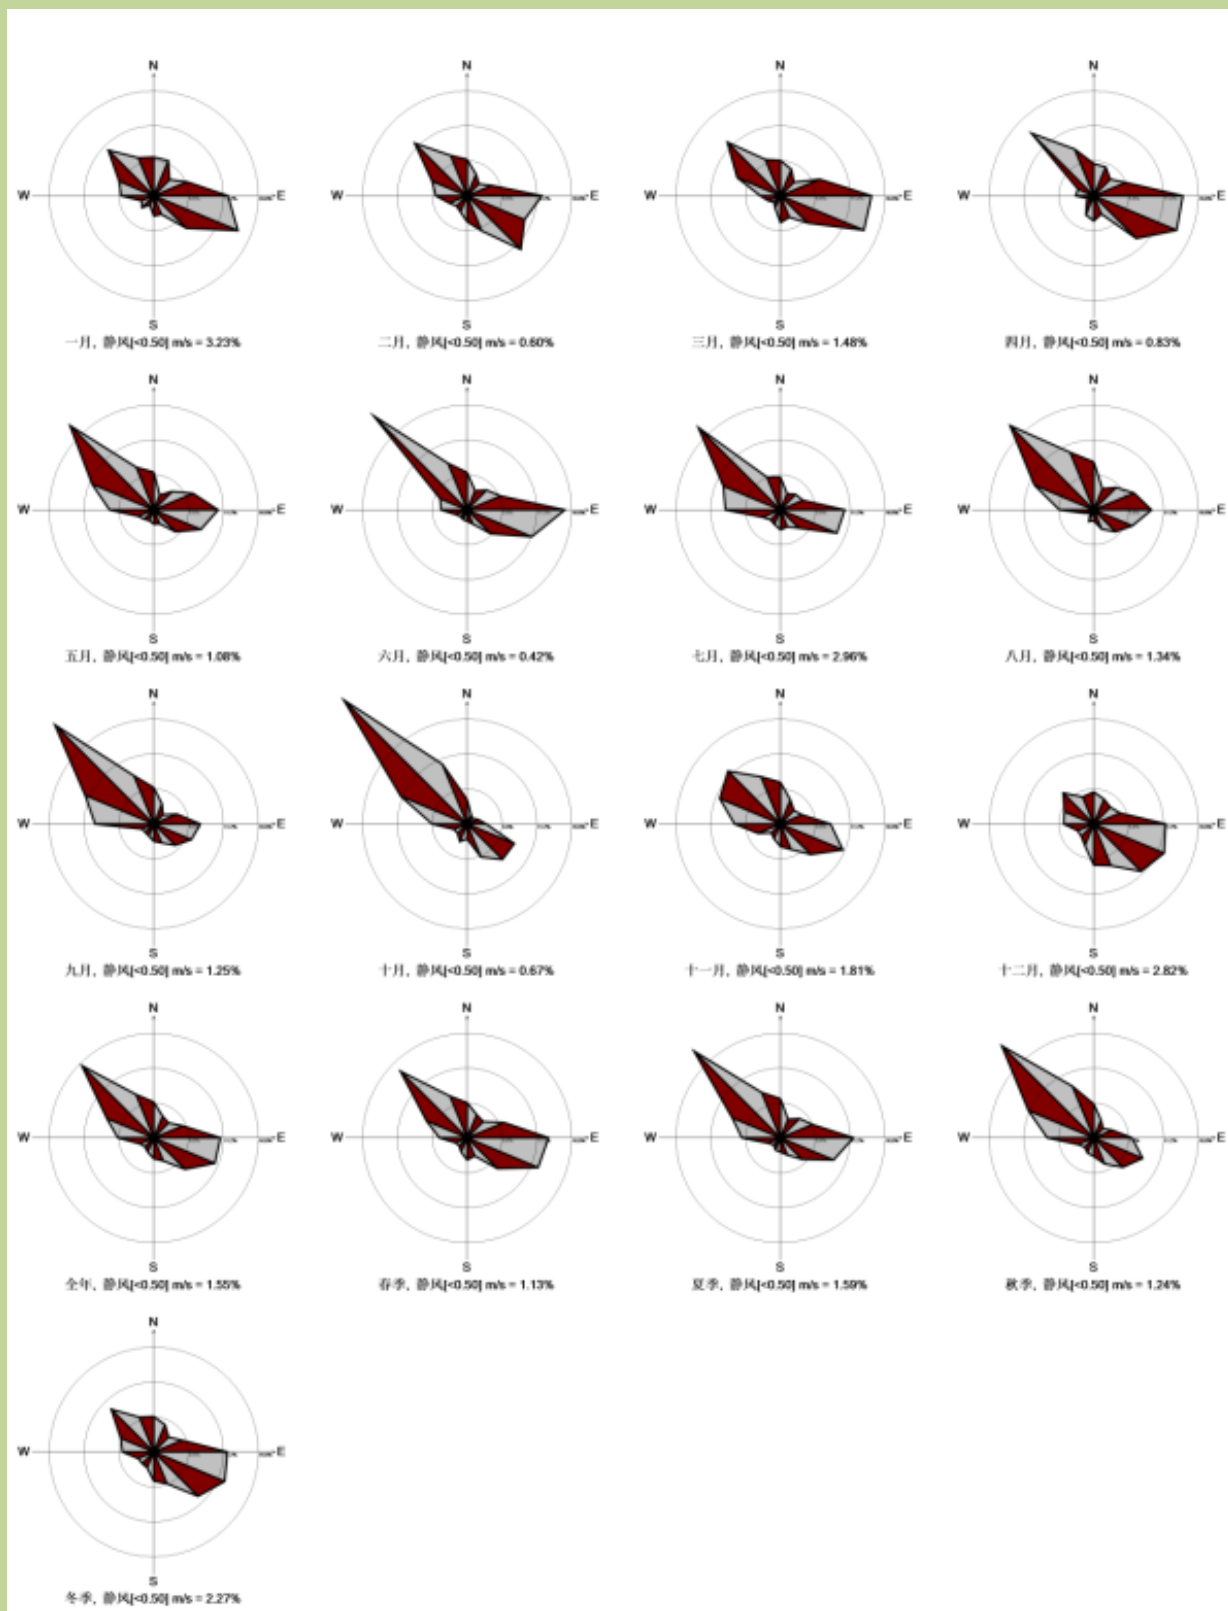 N N N N
W E W E W E W E
S S S S
一月, 静风[<0.50] m/s = 3.23% 二月, 静风[<0.50] m/s = 0.60% 三月, 静风[<0.50] m/s = 1.48% 四月, 静风[<0.50] m/s = 0.83%
N N N N
W E W E W E W E
S S S S
五月, 静风[<0.50] m/s = 1.08% 六月, 静风[<0.50] m/s = 0.42% 七月, 静风[<0.50] m/s = 2.96% 八月, 静风[<0.50] m/s = 1.34%
N N N N
W E W E W E W E
S S S S
九月, 静风[<0.50] m/s = 1.25% 十月, 静风[<0.50] m/s = 0.67% 十一月, 静风[<0.50] m/s = 1.81% 十二月, 静风[<0.50] m/s = 2.82%
N N N N
W E W E W E W E
S S S S
全年, 静风[<0.50] m/s = 1.55% 春季, 静风[<0.50] m/s = 1.13% 夏季, 静风[<0.50] m/s = 1.59% 秋季, 静风[<0.50] m/s = 1.24%
N
W E
S
冬季, 静风[<0.50] m/s = 2.27%